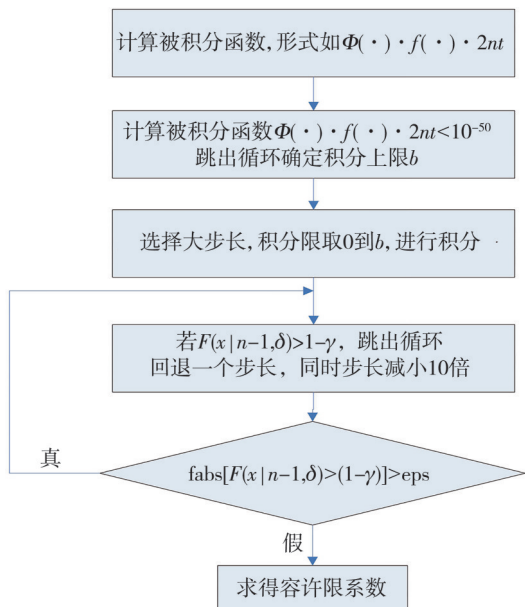 计算被积分函数,形式如Φ(·)·f(·)·2nt
计算被积分函数Φ(·)·f(·)·2nt<10⁻⁵⁰
跳出循环确定积分上限b
选择大步长,积分限取0到b,进行积分
若F(x|n-1,δ)>1-γ，跳出循环
回退一个步长，同时步长减小10倍
真
fabs[F(x|n-1,δ)>(1-γ)]>eps
假
求得容许限系数